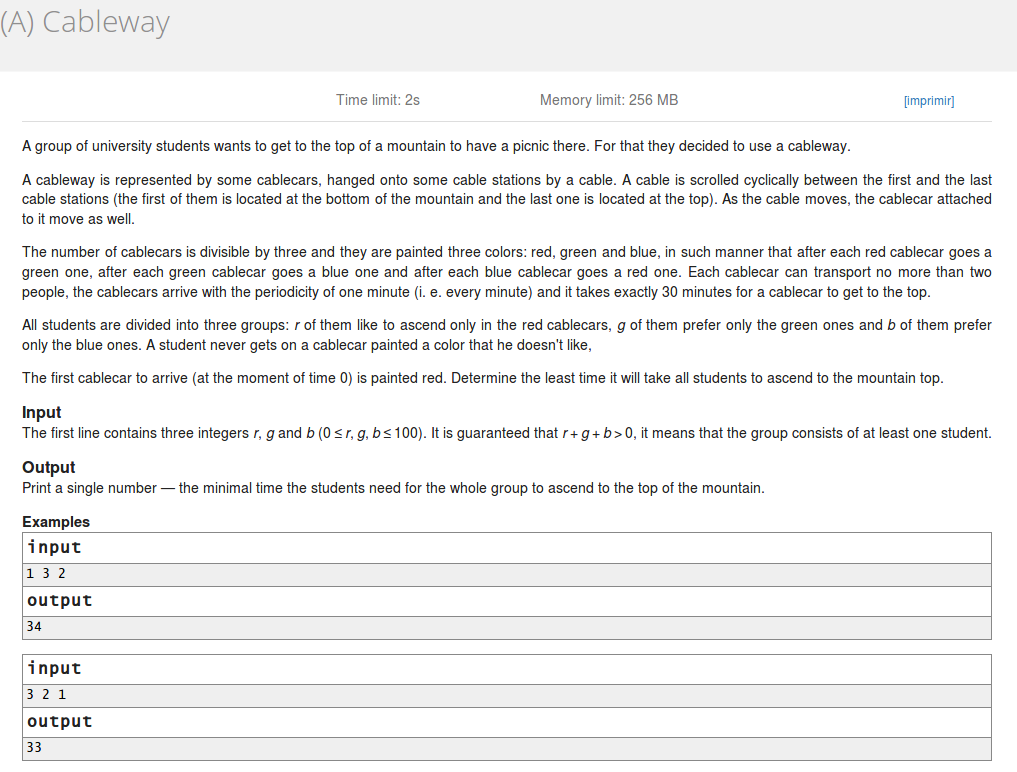 (A) Cableway
Time limit: 2s Memory limit: 256 MB [imprimir]
A group of university students wants to get to the top of a mountain to have a picnic there. For that they decided to use a cableway.
A cableway is represented by some cablecars, hanged onto some cable stations by a cable. A cable is scrolled cyclically between the first and the last
cable stations (the first of them is located at the bottom of the mountain and the last one is located at the top). As the cable moves, the cablecar attached
to it move as well.
The number of cablecars is divisible by three and they are painted three colors: red, green and blue, in such manner that after each red cablecar goes a
green one, after each green cablecar goes a blue one and after each blue cablecar goes a red one. Each cablecar can transport no more than two
people, the cablecars arrive with the periodicity of one minute (i. e. every minute) and it takes exactly 30 minutes for a cablecar to get to the top.
All students are divided into three groups: r of them like to ascend only in the red cablecars, g of them prefer only the green ones and b of them prefer
only the blue ones. A student never gets on a cablecar painted a color that he doesn't like,
The first cablecar to arrive (at the moment of time 0) is painted red. Determine the least time it will take all students to ascend to the mountain top.
Input
The first line contains three integers r, g and b (0 ≤ r, g, b ≤ 100). It is guaranteed that r + g + b > 0, it means that the group consists of at least one student.
Output
Print a single number — the minimal time the students need for the whole group to ascend to the top of the mountain.
Examples
input
1 3 2
output
34
input
3 2 1
output
33